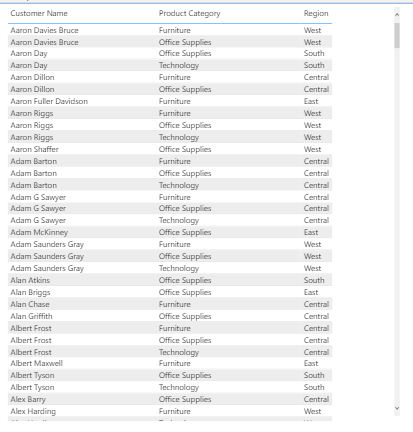 Customer Name Product Category Region
Aaron Davies Bruce Furniture West
Aaron Davies Bruce Office Supplies West
Aaron Day Office Supplies South
Aaron Day Technology South
Aaron Dillon Furniture Central
Aaron Dillon Office Supplies Central
Aaron Fuller Davidson Furniture East
Aaron Riggs Furniture West
Aaron Riggs Office Supplies West
Aaron Riggs Technology West
Aaron Shaffer Office Supplies West
Adam Barton Furniture Central
Adam Barton Office Supplies Central
Adam Barton Technology Central
Adam G Sawyer Furniture Central
Adam G Sawyer Office Supplies Central
Adam G Sawyer Technology Central
Adam McKinney Office Supplies East
Adam Saunders Gray Furniture West
Adam Saunders Gray Office Supplies West
Adam Saunders Gray Technology West
Alan Atkins Office Supplies South
Alan Briggs Office Supplies East
Alan Chase Furniture Central
Alan Griffith Office Supplies Central
Albert Frost Furniture Central
Albert Frost Office Supplies Central
Albert Frost Technology Central
Albert Maxwell Furniture East
Albert Tyson Office Supplies South
Albert Tyson Technology South
Alex Barry Office Supplies Central
Alex Harding Furniture West